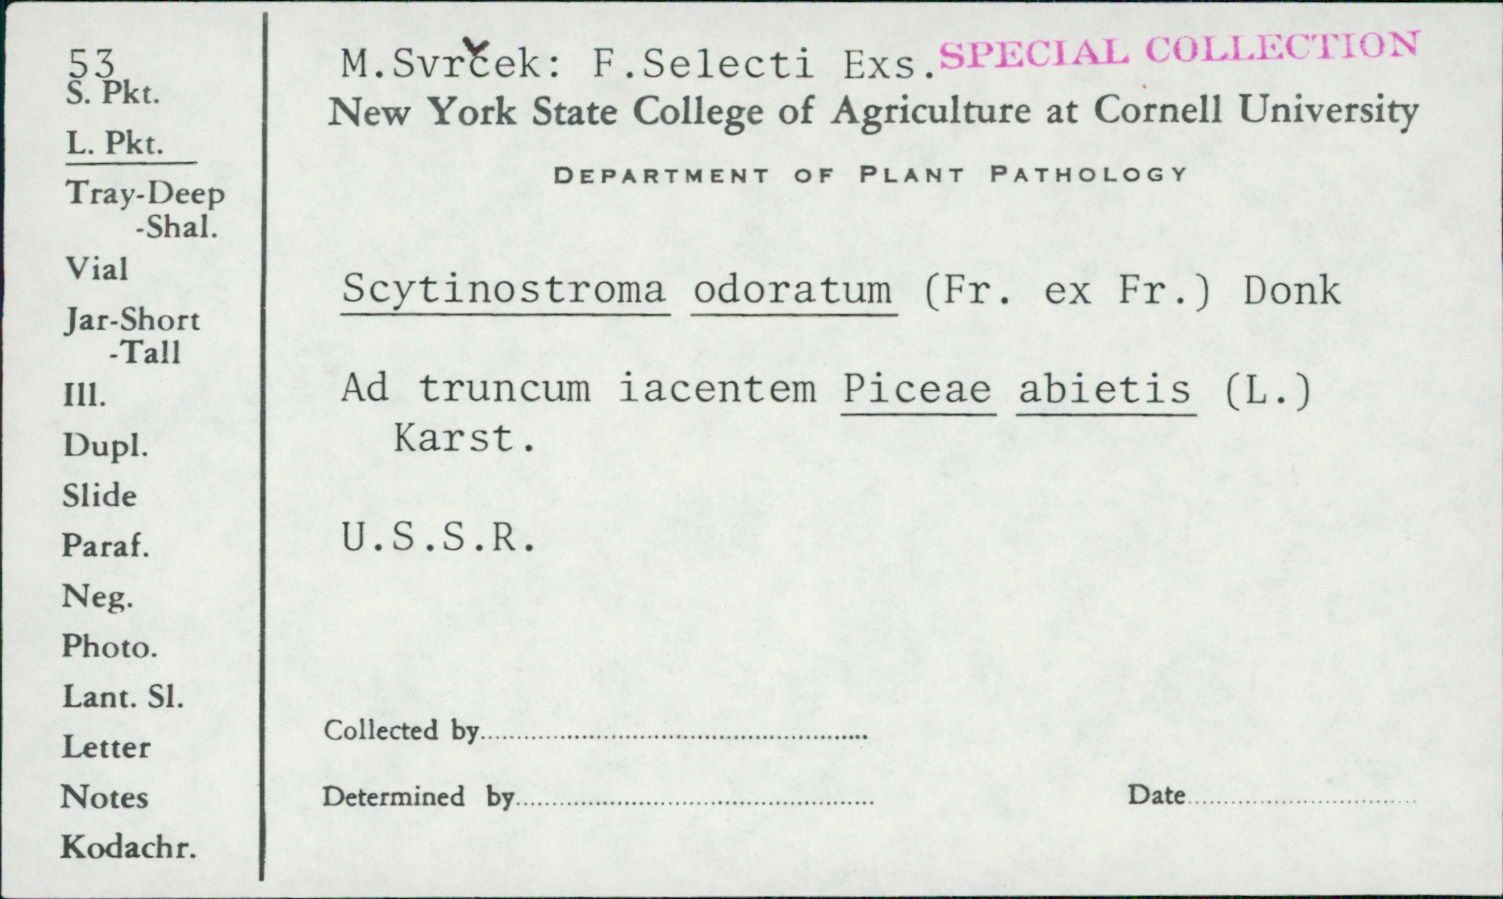 53
S. Pkt.
L. Pkt.
Tray-Deep
-Shal.
Vial
Jar-Short
-Tall
Ill.
Dupl.
Slide
Paraf.
Neg.
Photo.
Lant. Sl.
Letter
Notes
Kodachr.
M.Svrček: F.Selecti Exs. SPECIAL COLLECTION
New York State College of Agriculture at Cornell University
DEPARTMENT OF PLANT PATHOLOGY
Scytinostroma odoratum (Fr. ex Fr.) Donk
Ad truncum iacentem Piceae abietis (L.)
Karst.
U.S.S.R.
Collected by
Determined by Date